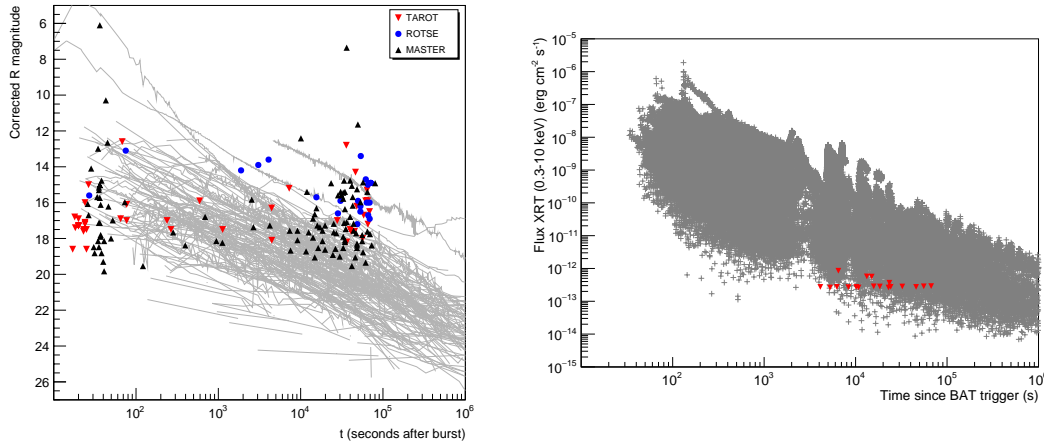 Corrected R magnitude
6
8
10
12
14
16
18
20
22
24
26
TAROT
ROTSE
MASTER
10² 10³ 10⁴ 10⁵ 10⁶
t (seconds after burst)
Flux XRT (0.3-10 keV) (erg cm⁻² s⁻¹)
10⁻⁵
10⁻⁶
10⁻⁷
10⁻⁸
10⁻⁹
10⁻¹⁰
10⁻¹¹
10⁻¹²
10⁻¹³
10⁻¹⁴
10⁻¹⁵
10² 10³ 10⁴ 10⁵
Time since BAT trigger (s)